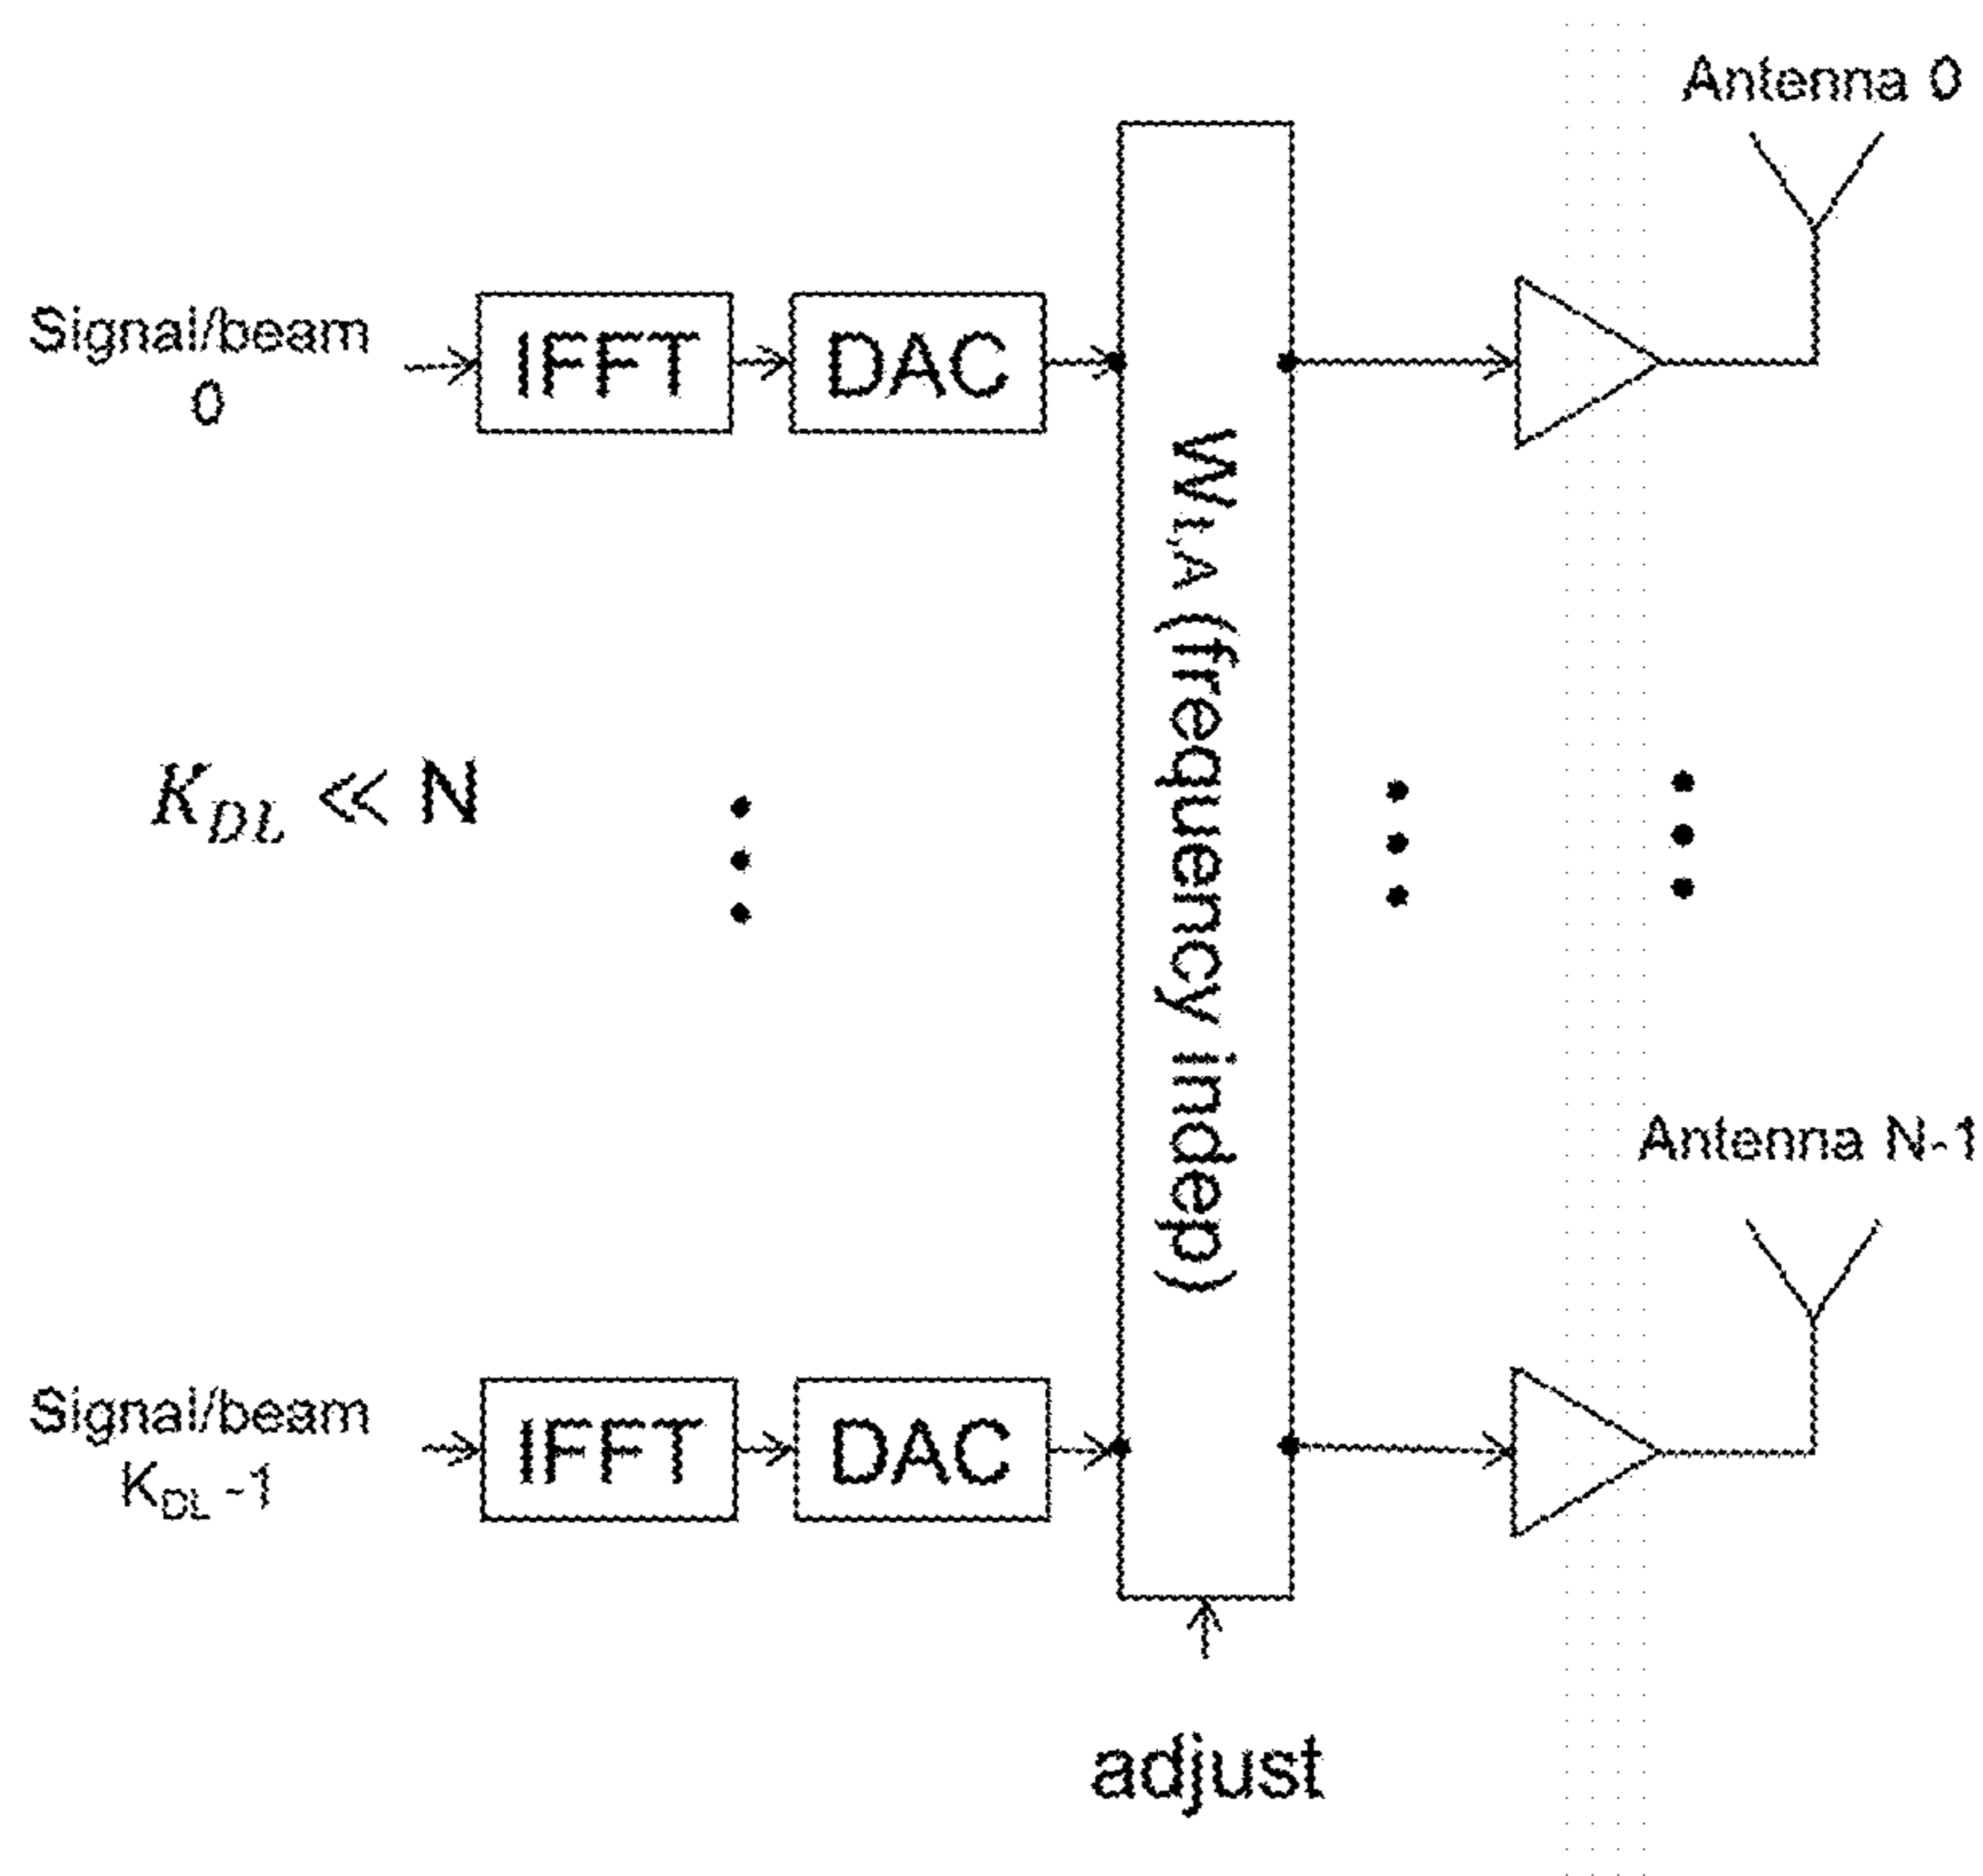 Antenna 0
Signal/beam
0
IFFT
DAC
(frequency indep)
K_DL ≪ N
Antenna N-1
Signal/beam
K_DL -1
IFFT
DAC
adjust